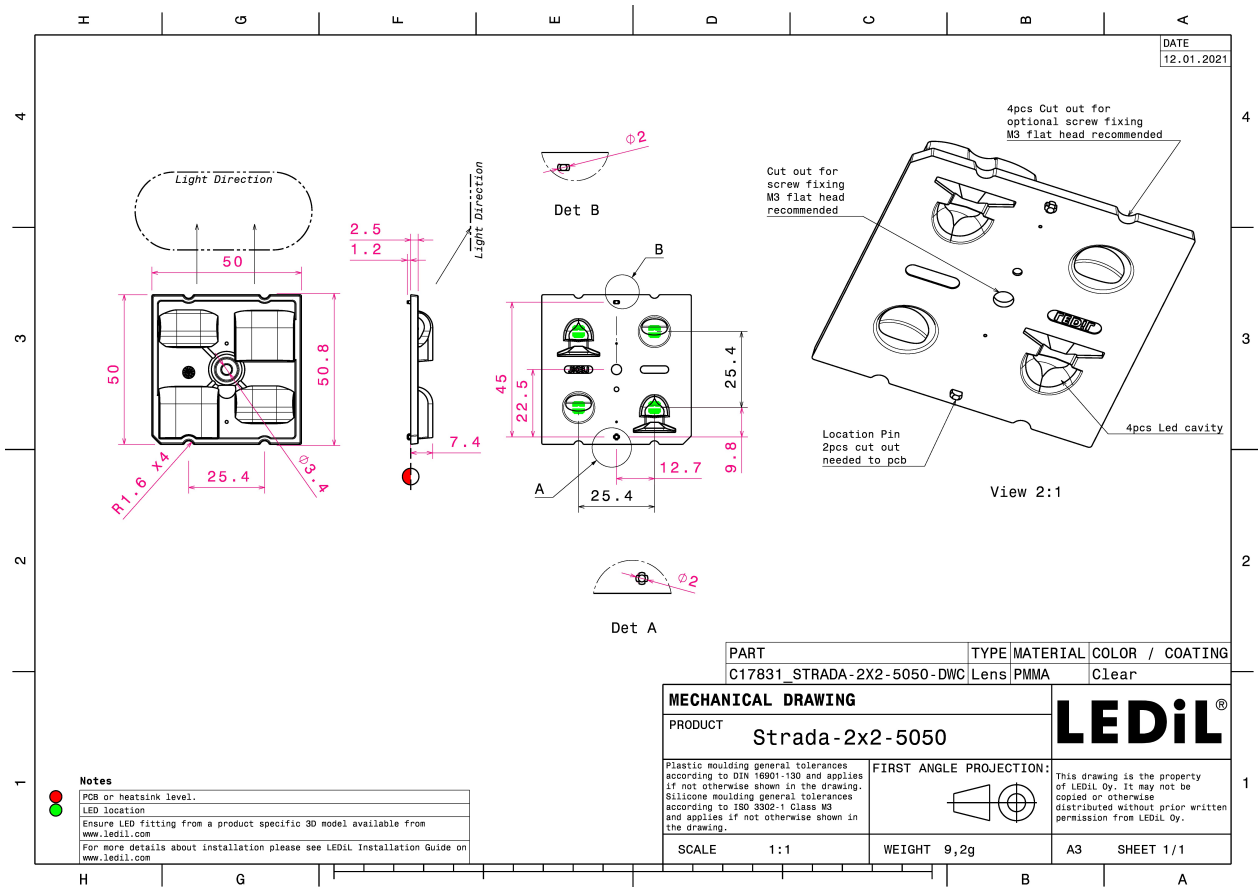 H G F E D C B A
DATE
12.01.2021
4
4
3
3
2
2
1
1
4pcs Cut out for
optional screw fixing
M3 flat head recommended
Cut out for
screw fixing
M3 flat head
recommended
Light Direction
50
50
50.8
R1.6 x4
25.4
Ø3.4
2.5
1.2
Light Direction
7.4
Ø2
Det B
B
45
22.5
25.4
9.8
12.7
25.4
A
LEDiL
Location Pin
2pcs cut out
needed to pcb
4pcs Led cavity
View 2:1
Ø2
Det A
PART TYPE MATERIAL COLOR / COATING
C17831_STRADA-2X2-5050-DWC Lens PMMA Clear
MECHANICAL DRAWING
PRODUCT
Strada-2x2-5050
LEDiL®
Plastic moulding general tolerances
according to DIN 16901-130 and applies
if not otherwise shown in the drawing.
Silicone moulding general tolerances
according to ISO 3302-1 Class M3
and applies if not otherwise shown in
the drawing.
FIRST ANGLE PROJECTION:
This drawing is the property
of LEDiL Oy. It may not be
copied or otherwise
distributed without prior written
permission from LEDiL Oy.
SCALE 1:1 WEIGHT 9,2g A3 SHEET 1/1
Notes
PCB or heatsink level.
LED location
Ensure LED fitting from a product specific 3D model available from
www.ledil.com
For more details about installation please see LEDiL Installation Guide on
www.ledil.com
H G B A